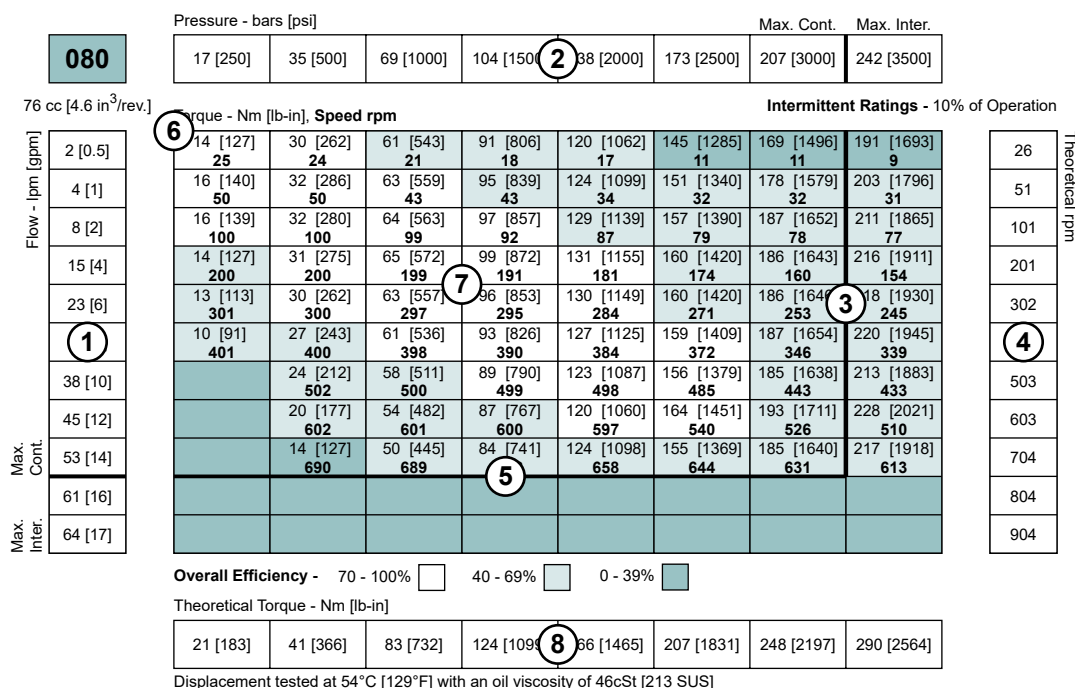 Pressure - bars [psi]
Max. Cont. Max. Inter.
080
17 [250] 35 [500] 69 [1000] 104 2 [2000] 173 [2500] 207 [3000] 242 [3500]
76 cc [4.6 in³/rev.]
Torque - Nm [lb-in], Speed rpm
Intermittent Ratings - 10% of Operation
6
Flow - lpm [gpm]
Theoretical rpm
2 [0.5] 14 [127] 30 [262] 61 [543] 91 [806] 120 [1062] 145 [1285] 169 [1496] 191 [1693] 26
25 24 21 18 17 11 11 9
4 [1] 16 [140] 32 [286] 63 [559] 95 [839] 124 [1099] 151 [1340] 178 [1579] 203 [1796] 51
50 50 43 43 34 32 32 31
8 [2] 16 [139] 32 [280] 64 [563] 97 [857] 129 [1139] 157 [1390] 187 [1652] 211 [1865] 101
100 100 99 92 87 79 78 77
15 [4] 14 [127] 31 [275] 65 [572] 99 [872] 131 [1155] 160 [1420] 186 [1643] 216 [1911] 201
200 200 199 191 181 174 160 154
7
23 [6] 13 [113] 30 [262] 63 [557] [853] 130 [1149] 160 [1420] 186 [1930] 302
301 300 297 295 284 271 253 245
3
1 10 [91] 27 [243] 61 [536] 93 [826] 127 [1125] 159 [1409] 187 [1654] 220 [1945] 4
401 400 398 390 384 372 346 339
38 [10] 24 [212] 58 [511] 89 [790] 123 [1087] 156 [1379] 185 [1638] 213 [1883] 503
502 500 499 498 485 443 433
45 [12] 20 [177] 54 [482] 87 [767] 120 [1060] 164 [1451] 193 [1711] 228 [2021] 603
602 601 600 597 540 526 510
Max. Cont.
53 [14] 14 [127] 50 [445] 84 [741] 124 [1098] 155 [1369] 185 [1640] 217 [1918] 704
690 689 658 644 631 613
5
61 [16] 804
Max. Inter.
64 [17] 904
Overall Efficiency - 70 - 100% 40 - 69% 0 - 39%
Theoretical Torque - Nm [lb-in]
21 [183] 41 [366] 83 [732] 124 8 [1465] 207 [1831] 248 [2197] 290 [2564]
Displacement tested at 54°C [129°F] with an oil viscosity of 46cSt [213 SUS]